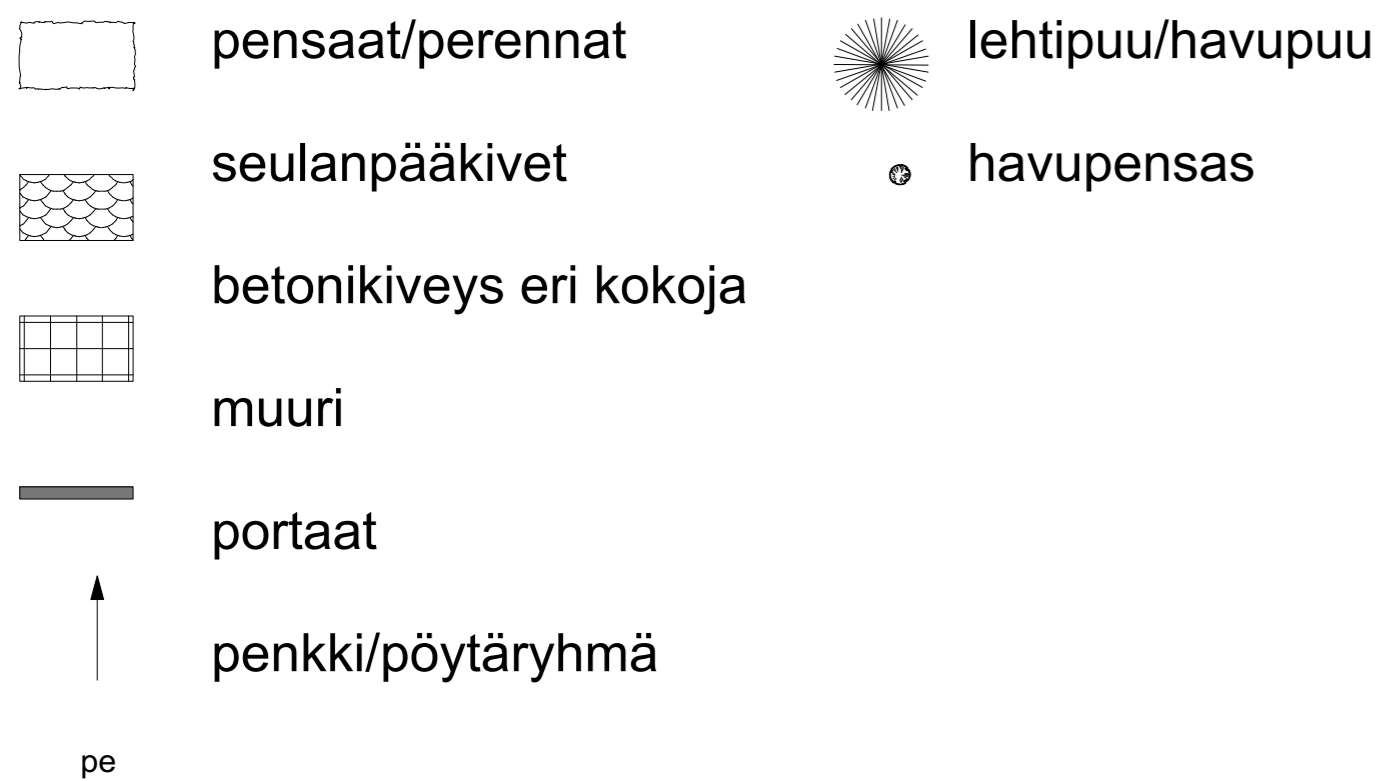 pensaat/perennat
seulanpääkivet
betonikiveys eri kokoja
muuri
portaat
penkki/pöytäryhmä
pe
lehtipuu/havupuu
havupensas